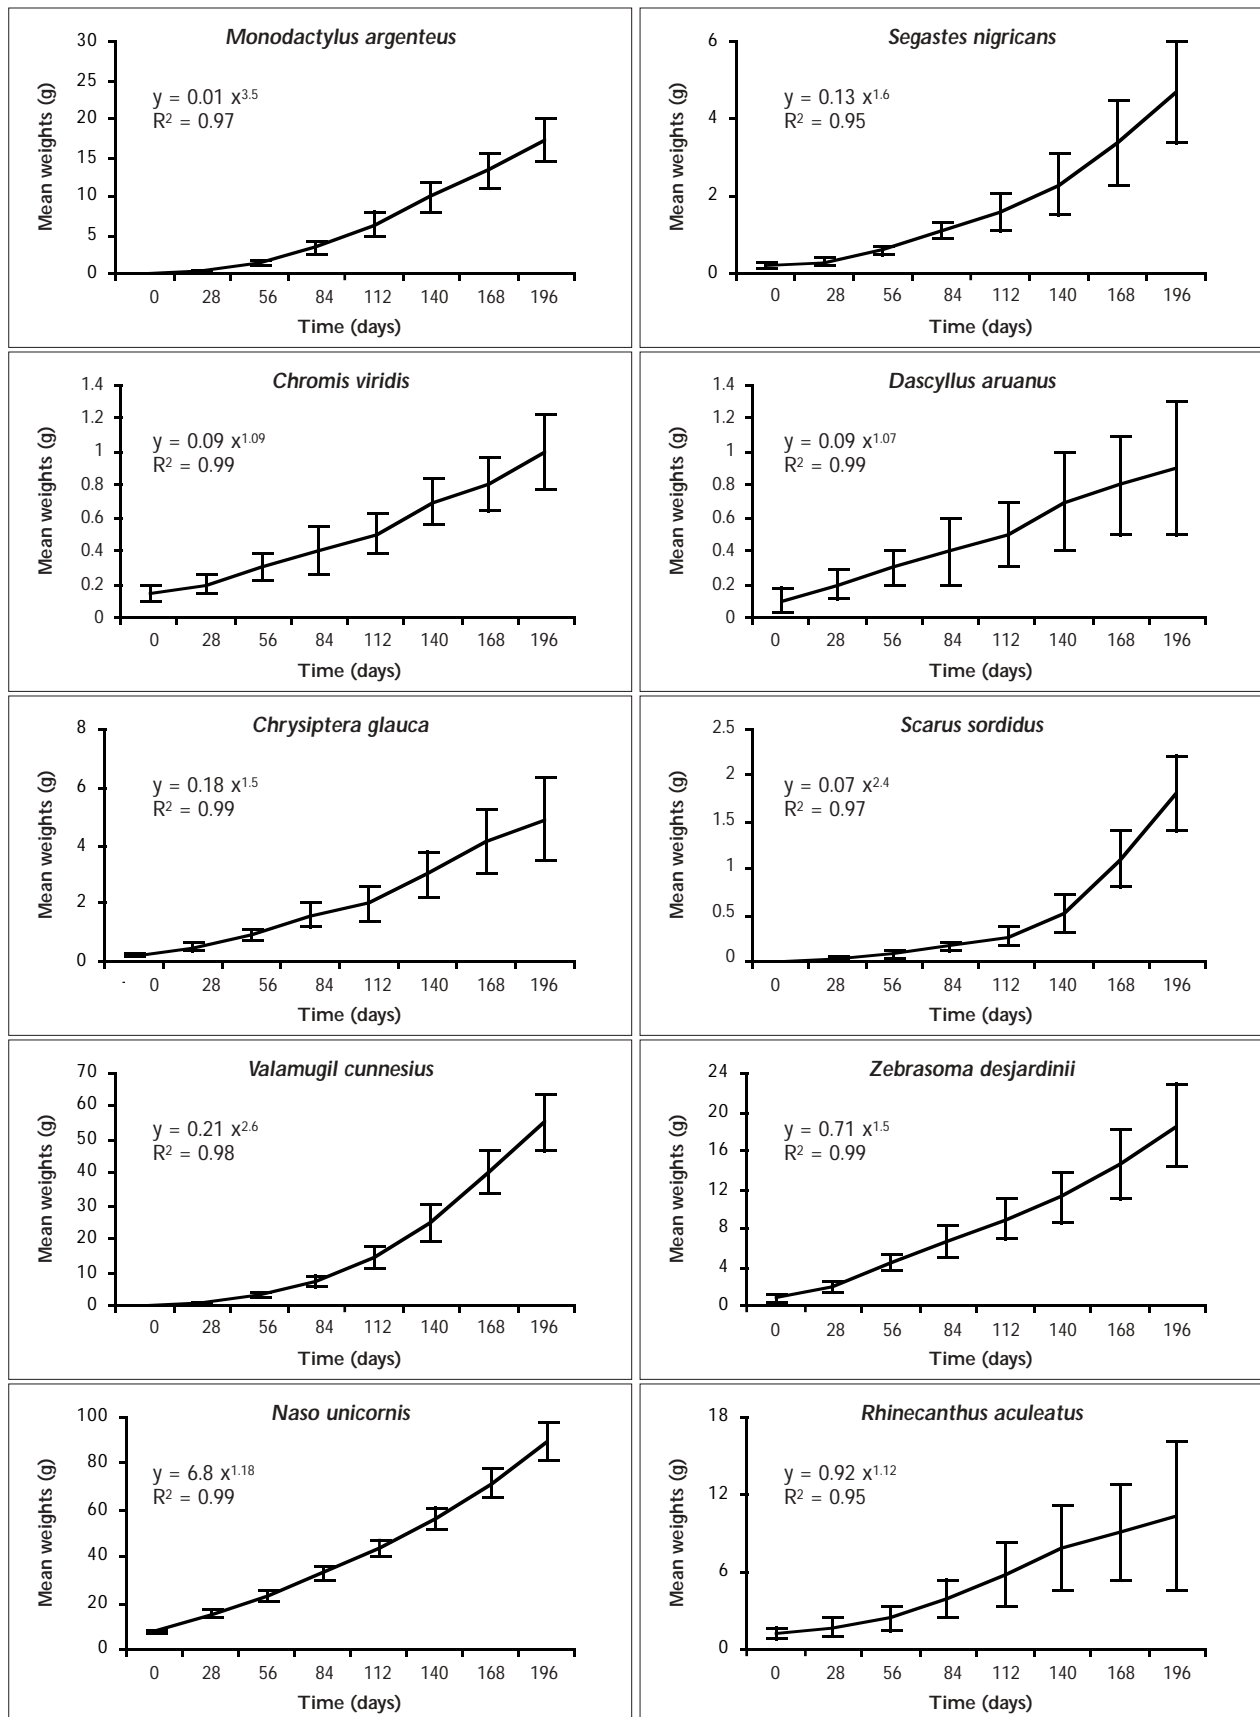 Monodactylus argenteus
Mean weights (g)
30
25
20
15
10
5
0
y = 0.01 x3.5
R2 = 0.97
0 28 56 84 112 140 168 196
Time (days)
Segastes nigricans
Mean weights (g)
6
4
2
0
y = 0.13 x1.6
R2 = 0.95
0 28 56 84 112 140 168 196
Time (days)
Chromis viridis
Mean weights (g)
1.4
1.2
1
0.8
0.6
0.4
0.2
0
y = 0.09 x1.09
R2 = 0.99
0 28 56 84 112 140 168 196
Time (days)
Dascyllus aruanus
Mean weights (g)
1.4
1.2
1
0.8
0.6
0.4
0.2
0
y = 0.09 x1.07
R2 = 0.99
0 28 56 84 112 140 168 196
Time (days)
Chrysiptera glauca
Mean weights (g)
8
6
4
2
0
y = 0.18 x1.5
R2 = 0.99
0 28 56 84 112 140 168 196
Time (days)
Scarus sordidus
Mean weights (g)
2.5
2
1.5
1
0.5
0
y = 0.07 x2.4
R2 = 0.97
0 28 56 84 112 140 168 196
Time (days)
Valamugil cunnesius
Mean weights (g)
70
60
50
40
30
20
10
0
y = 0.21 x2.6
R2 = 0.98
0 28 56 84 112 140 168 196
Time (days)
Zebrasoma desjardinii
Mean weights (g)
24
20
16
12
8
4
0
y = 0.71 x1.5
R2 = 0.99
0 28 56 84 112 140 168 196
Time (days)
Naso unicornis
Mean weights (g)
100
80
60
40
20
0
y = 6.8 x1.18
R2 = 0.99
0 28 56 84 112 140 168 196
Time (days)
Rhinecanthus aculeatus
Mean weights (g)
18
12
6
0
y = 0.92 x1.12
R2 = 0.95
0 28 56 84 112 140 168 196
Time (days)